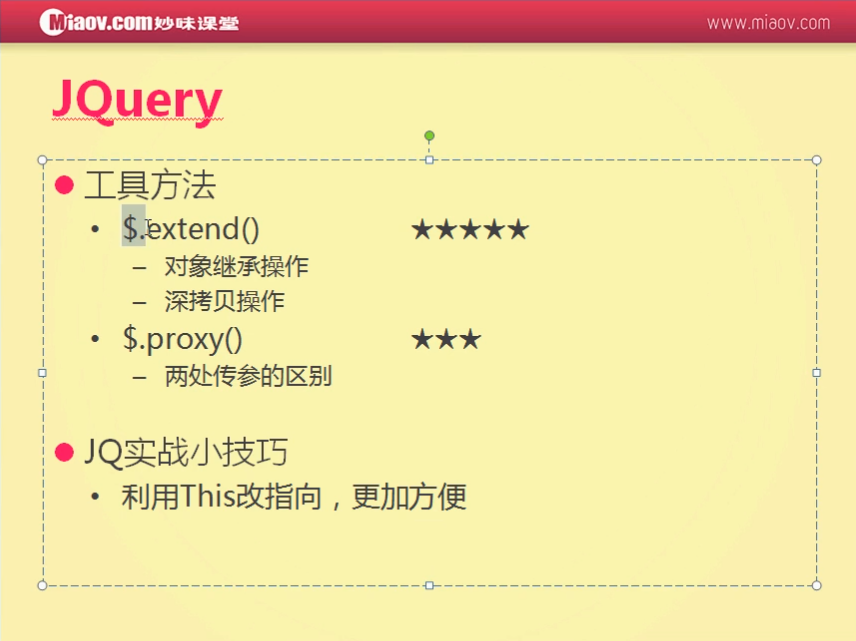 Miaov.com妙味课堂
www.miaov.com
JQuery
工具方法
$.extend() ★★★★★
对象继承操作
深拷贝操作
$.proxy() ★★★
两处传参的区别
JQ实战小技巧
利用This改指向，更加方便